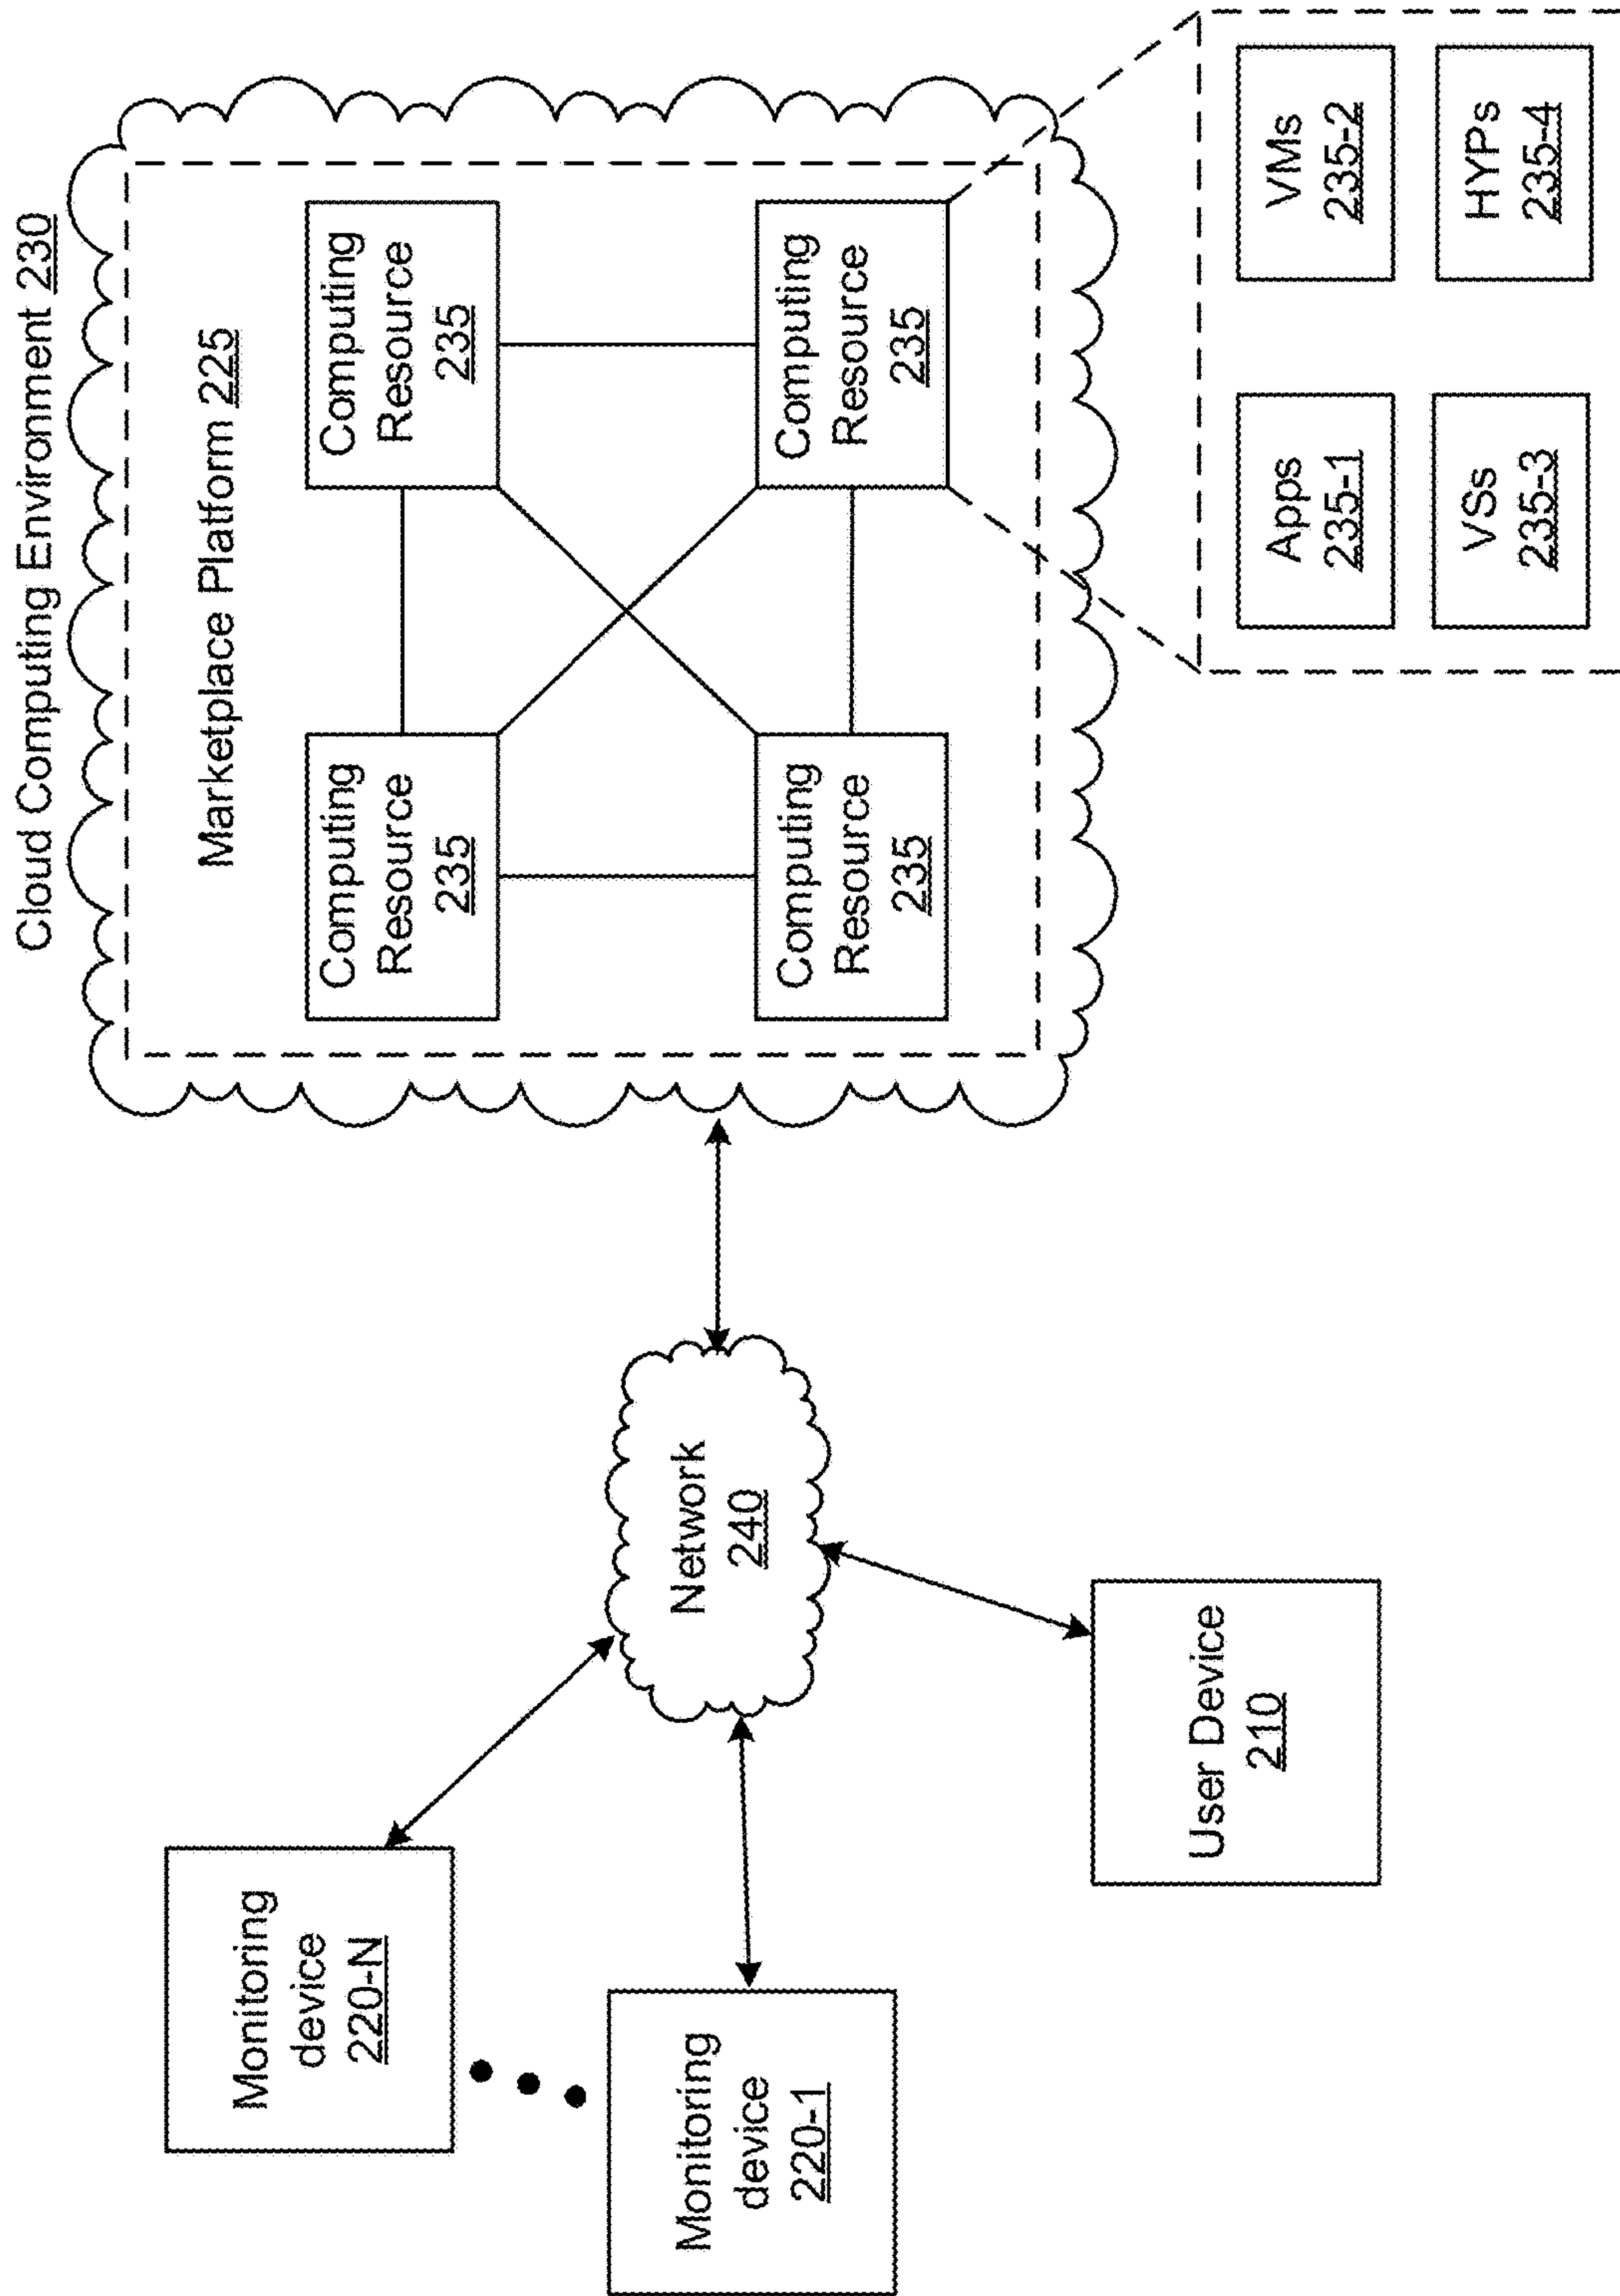 Cloud Computing Environment 230
Marketplace Platform 225
Computing
Resource
235
Computing
Resource
235
Computing
Resource
235
Computing
Resource
235
Monitoring
device
220-N
Monitoring
device
220-1
Network
240
User Device
210
Apps
235-1
VMs
235-2
VSs
235-3
HYPs
235-4